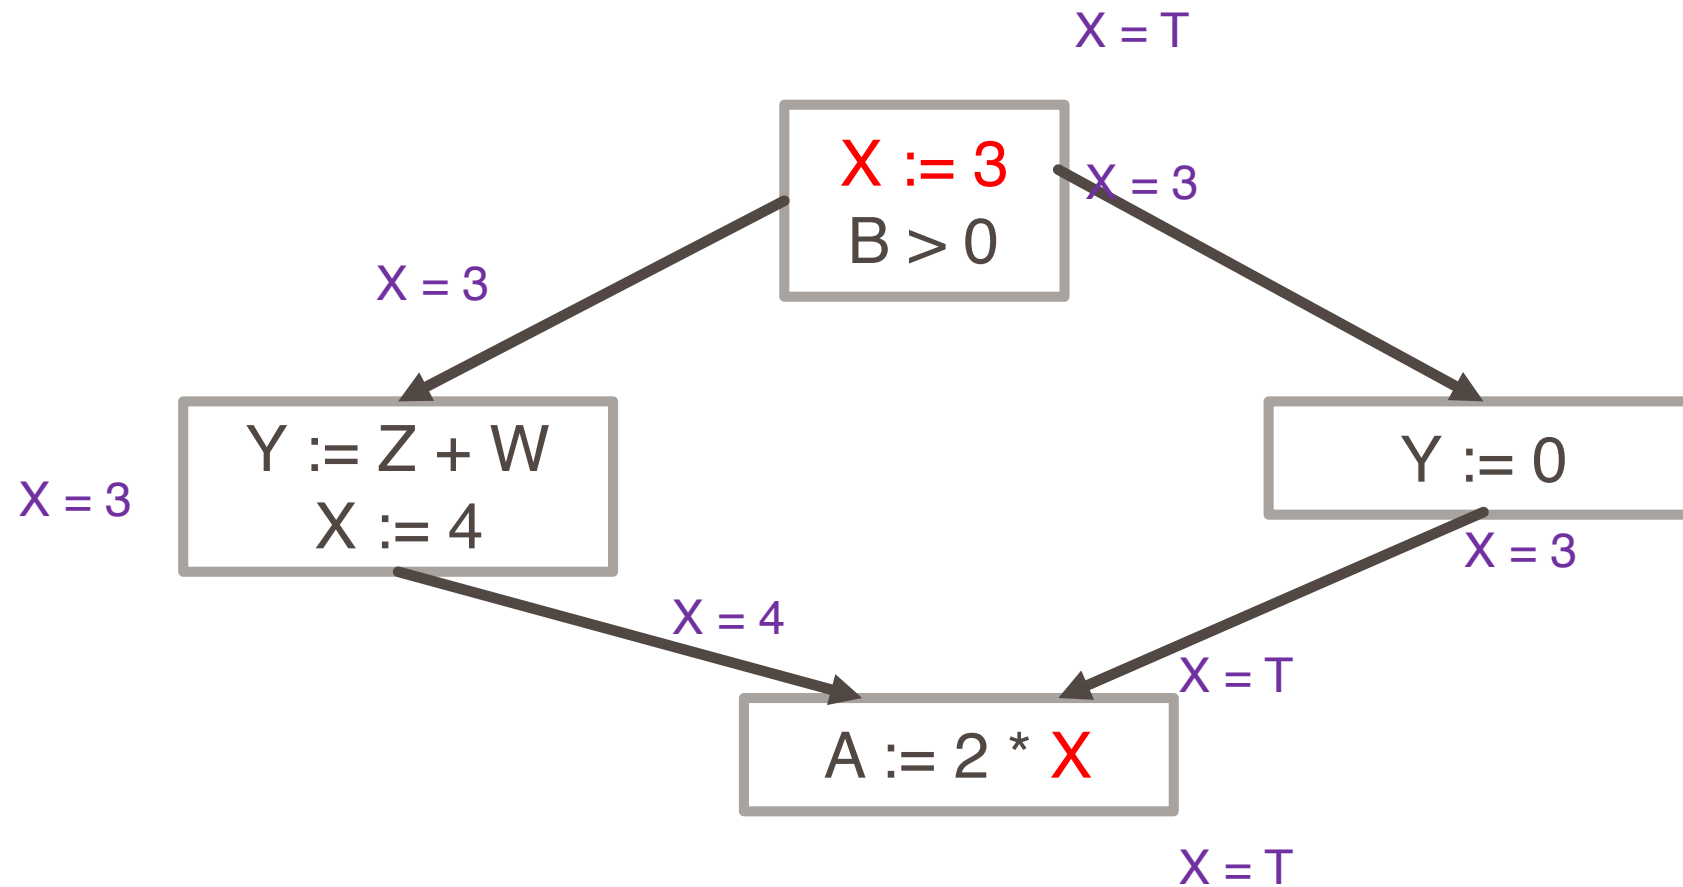 X = T
X := 3
X = 3
B > 0
X = 3
Y := Z + W
Y := 0
X = 3
X := 4
X = 3
X = 4
X = T
A := 2 * X
X = T